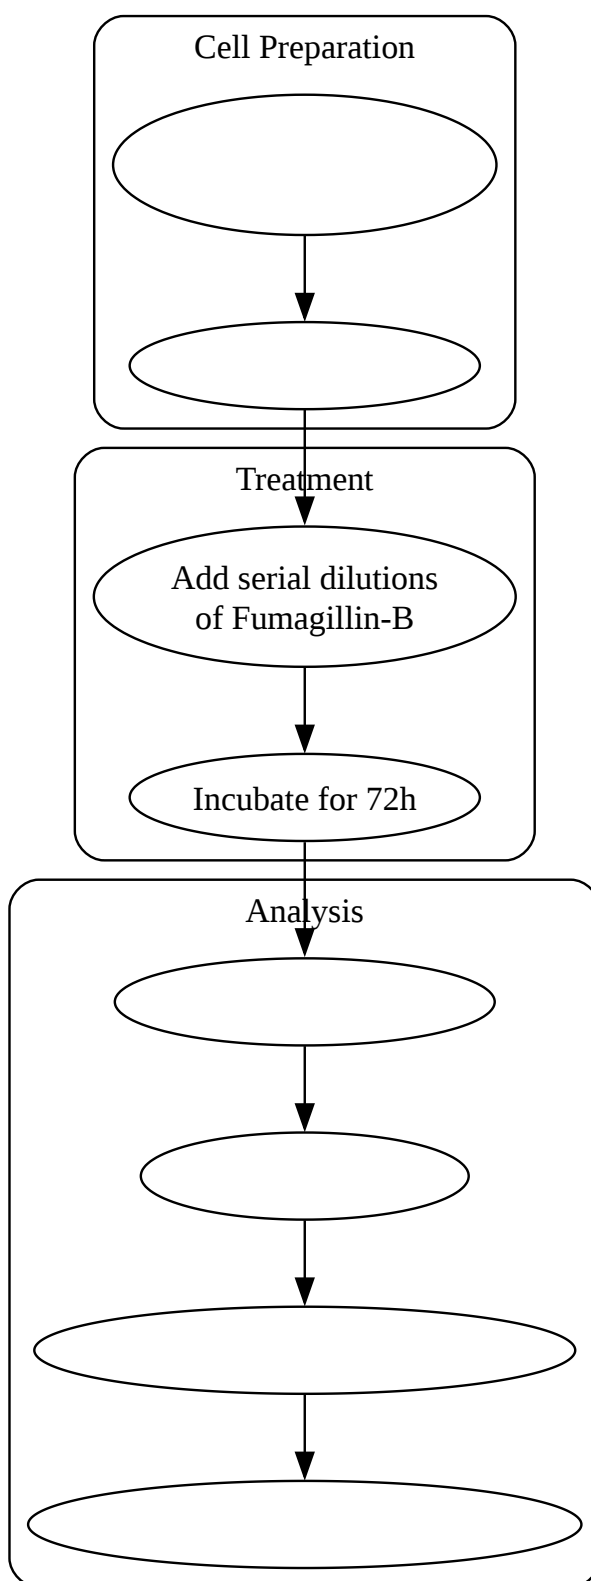 Cell Preparation
Treatment
Add serial dilutions
of Fumagillin-B
Incubate for 72h
Analysis